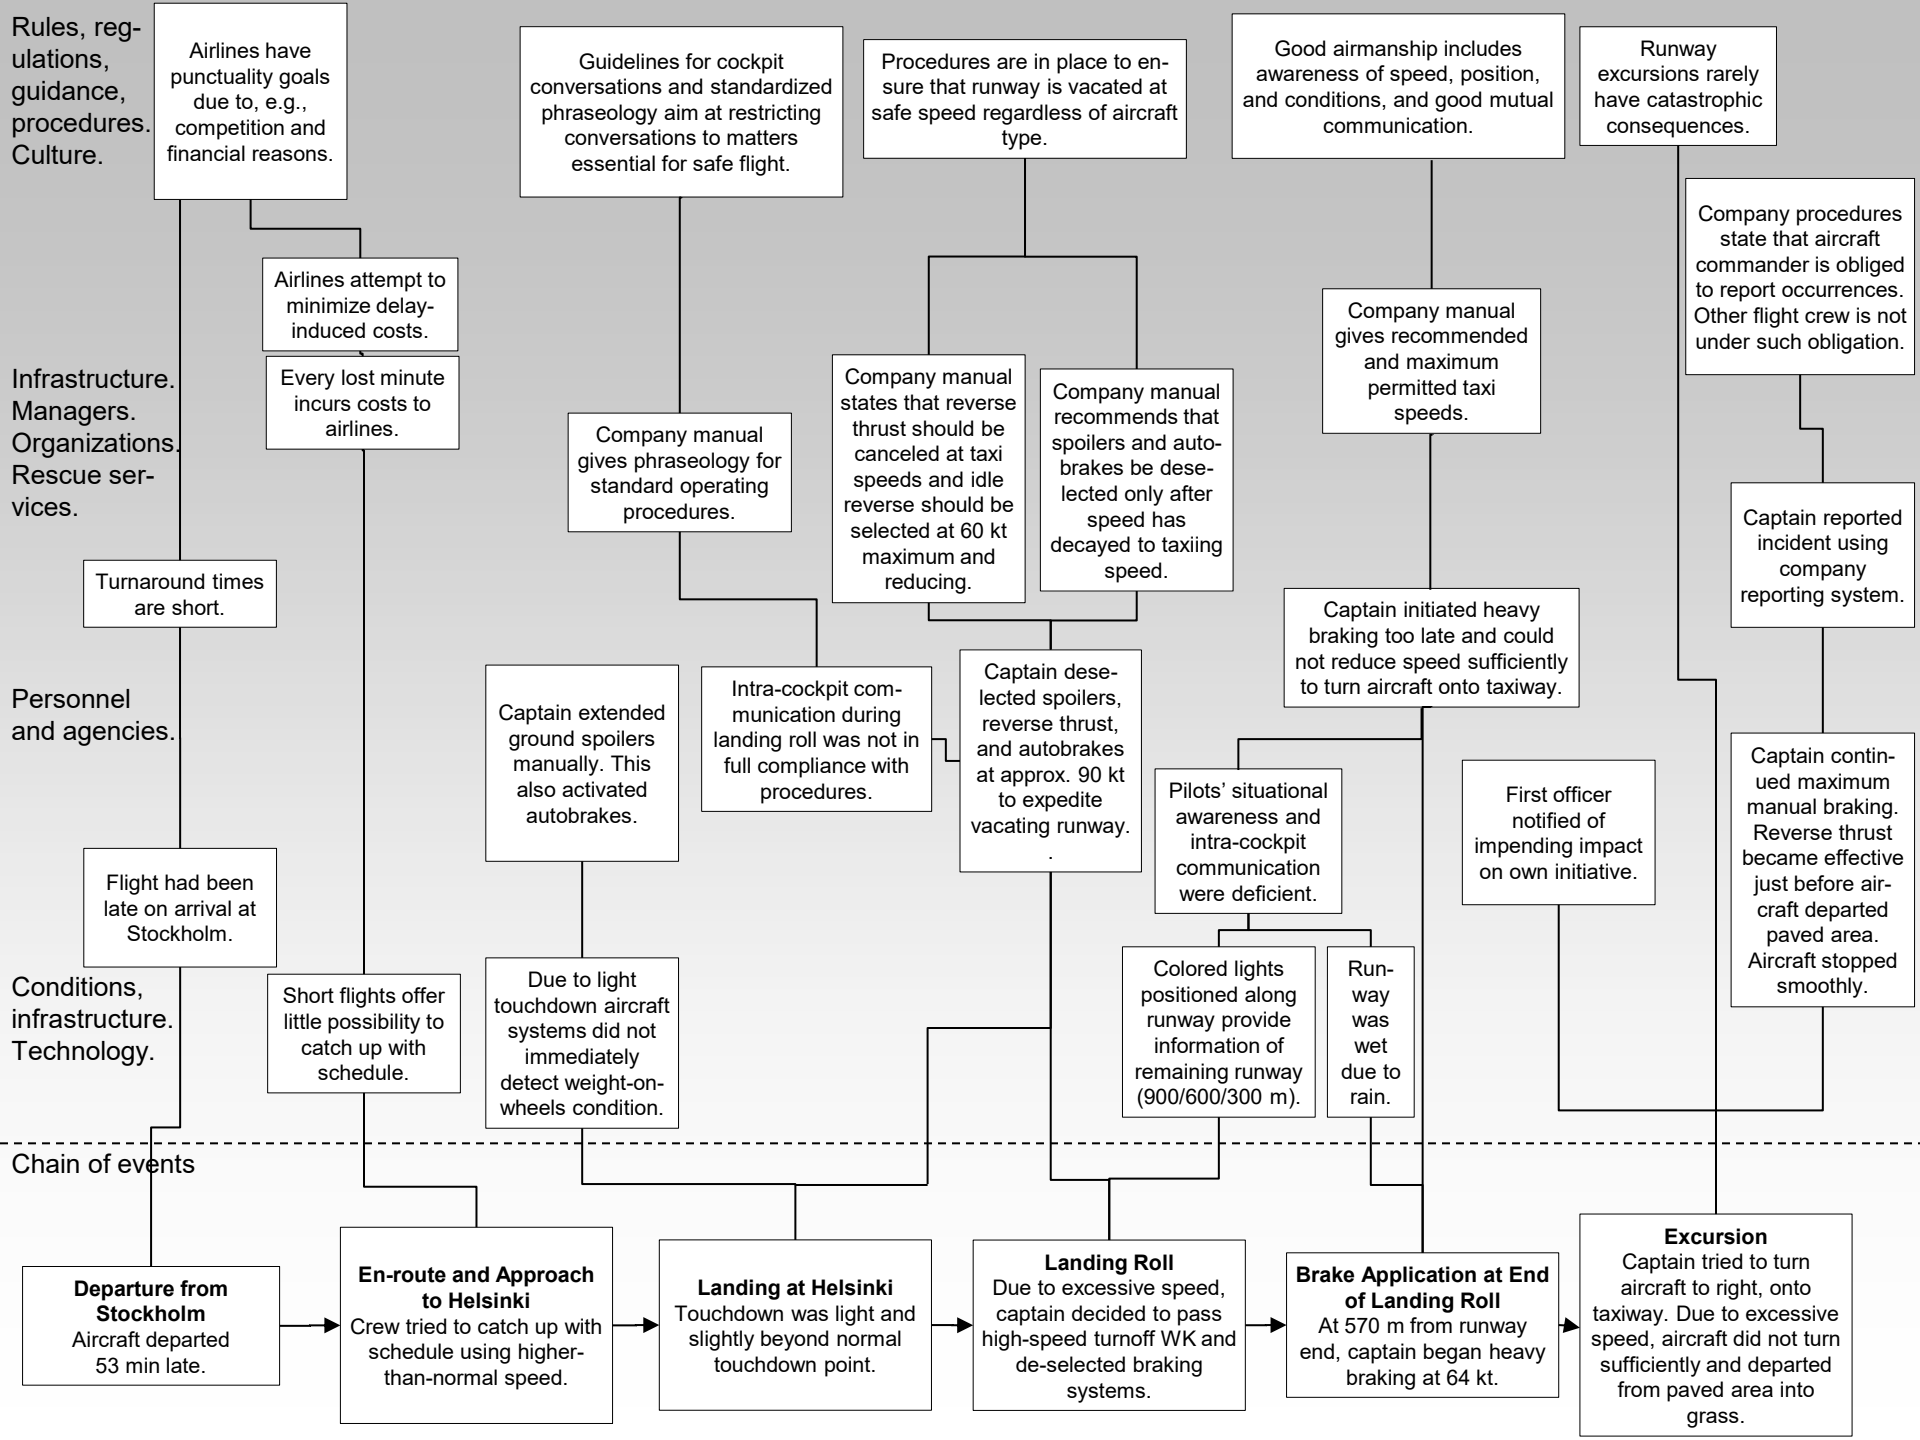 Rules, reg-
ulations,
guidance,
procedures.
Culture.
Airlines have
punctuality goals
due to, e.g.,
competition and
financial reasons.
Guidelines for cockpit
conversations and standardized
phraseology aim at restricting
conversations to matters
essential for safe flight.
Procedures are in place to en-
sure that runway is vacated at
safe speed regardless of aircraft
type.
Good airmanship includes
awareness of speed, position,
and conditions, and good mutual
communication.
Runway
excursions rarely
have catastrophic
consequences.
Company procedures
state that aircraft
commander is obliged
to report occurrences.
Other flight crew is not
under such obligation.
Airlines attempt to
minimize delay-
induced costs.
Infrastructure.
Managers.
Organizations.
Rescue ser-
vices.
Every lost minute
incurs costs to
airlines.
Company manual
gives phraseology for
standard operating
procedures.
Company manual
states that reverse
thrust should be
canceled at taxi
speeds and idle
reverse should be
selected at 60 kt
maximum and
reducing.
Company manual
recommends that
spoilers and auto-
brakes be dese-
lected only after
speed has
decayed to taxiing
speed.
Company manual
gives recommended
and maximum
permitted taxi
speeds.
Captain reported
incident using
company
reporting system.
Turnaround times
are short.
Captain initiated heavy
braking too late and could
not reduce speed sufficiently
to turn aircraft onto taxiway.
Personnel
and agencies.
Captain extended
ground spoilers
manually. This
also activated
autobrakes.
Intra-cockpit com-
munication during
landing roll was not in
full compliance with
procedures.
Captain dese-
lected spoilers,
reverse thrust,
and autobrakes
at approx. 90 kt
to expedite
vacating runway.
.
Pilots’ situational
awareness and
intra-cockpit
communication
were deficient.
First officer
notified of
impending impact
on own initiative.
Captain contin-
ued maximum
manual braking.
Reverse thrust
became effective
just before air-
craft departed
paved area.
Aircraft stopped
smoothly.
Flight had been
late on arrival at
Stockholm.
Conditions,
infrastructure.
Technology.
Short flights offer
little possibility to
catch up with
schedule.
Due to light
touchdown aircraft
systems did not
immediately
detect weight-on-
wheels condition.
Colored lights
positioned along
runway provide
information of
remaining runway
(900/600/300 m).
Run-
way
was
wet
due to
rain.
Chain of events
Departure from
Stockholm
Aircraft departed
53 min late.
En-route and Approach
to Helsinki
Crew tried to catch up with
schedule using higher-
than-normal speed.
Landing at Helsinki
Touchdown was light and
slightly beyond normal
touchdown point.
Landing Roll
Due to excessive speed,
captain decided to pass
high-speed turnoff WK and
de-selected braking
systems.
Brake Application at End
of Landing Roll
At 570 m from runway
end, captain began heavy
braking at 64 kt.
Excursion
Captain tried to turn
aircraft to right, onto
taxiway. Due to excessive
speed, aircraft did not turn
sufficiently and departed
from paved area into
grass.